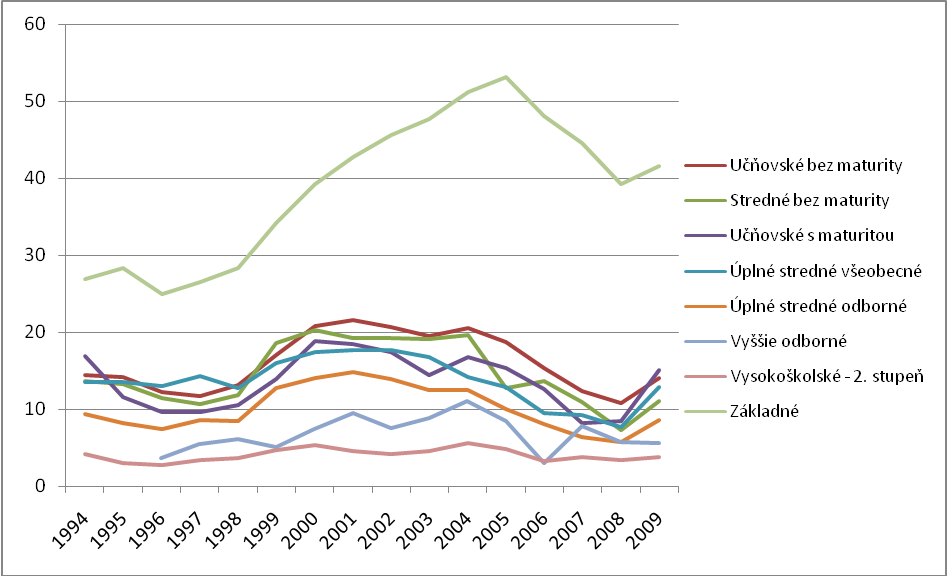 60
50
40
30
20
10
0
1994 1995 1996 1997 1998 1999 2000 2001 2002 2003 2004 2005 2006 2007 2008 2009
Učňovské bez maturity
Stredné bez maturity
Učňovské s maturitou
Úplné stredné všeobecné
Úplné stredné odborné
Vyššie odborné
Vysokoškolské - 2. stupeň
Základné